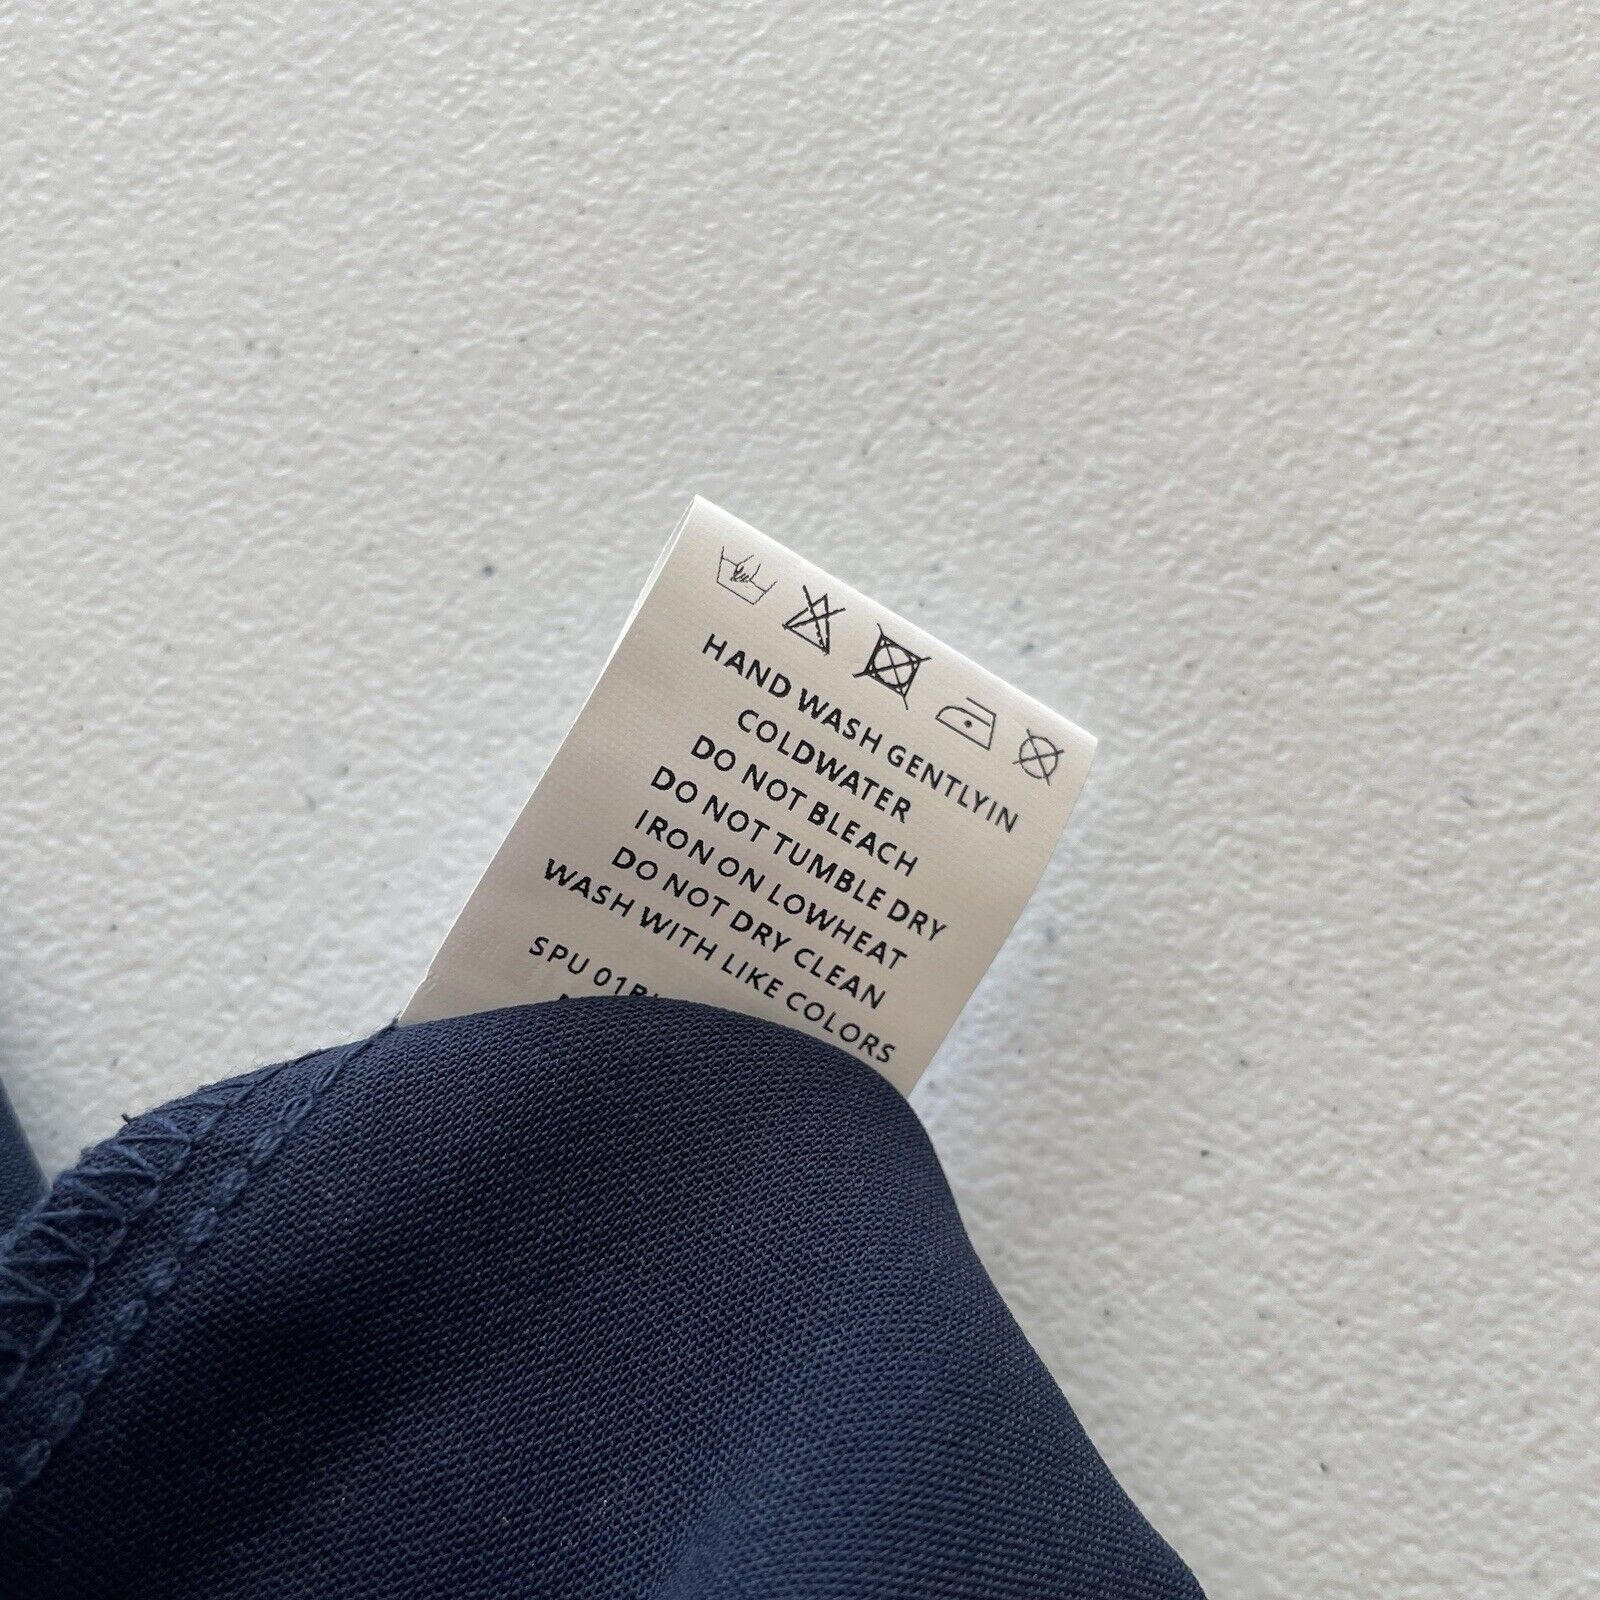 HAND WASH GENTLYIN
COLDWATER
DO NOT BLEACH
DO NOT TUMBLE DRY
IRON ON LOWHEAT
DO NOT DRY CLEAN
WASH WITH LIKE COLORS
SPU